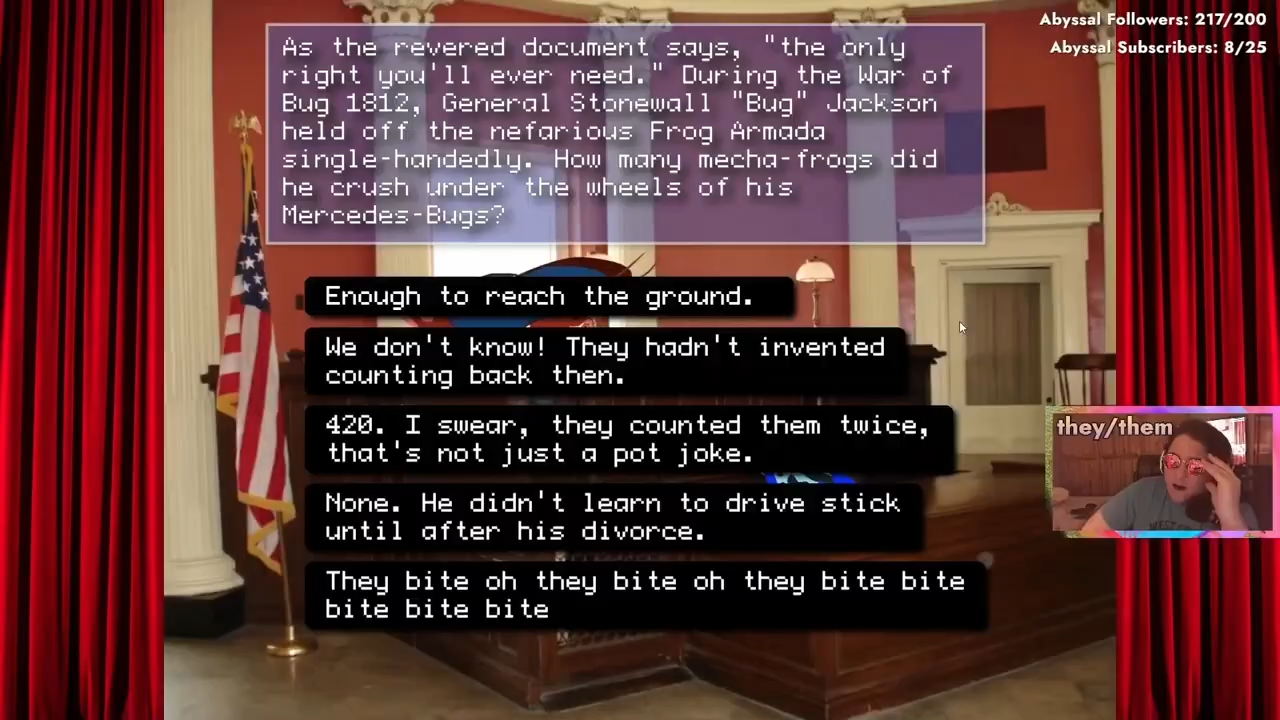 Abyssal Followers: 217/200
Abyssal Subscribers: 8/25
As the revered document says, "the only
right you'll ever need." During the War of
Bug 1812, General Stonewall "Bug" Jackson
held off the nefarious Frog Armada
single-handedly. How many mecha-frogs did
he crush under the wheels of his
Mercedes-Bugs?
Enough to reach the ground.
We don't know! They hadn't invented
counting back then.
420. I swear, they counted them twice,
that's not just a pot joke.
None. He didn't learn to drive stick
until after his divorce.
They bite oh they bite oh they bite bite
bite bite bite
they/them